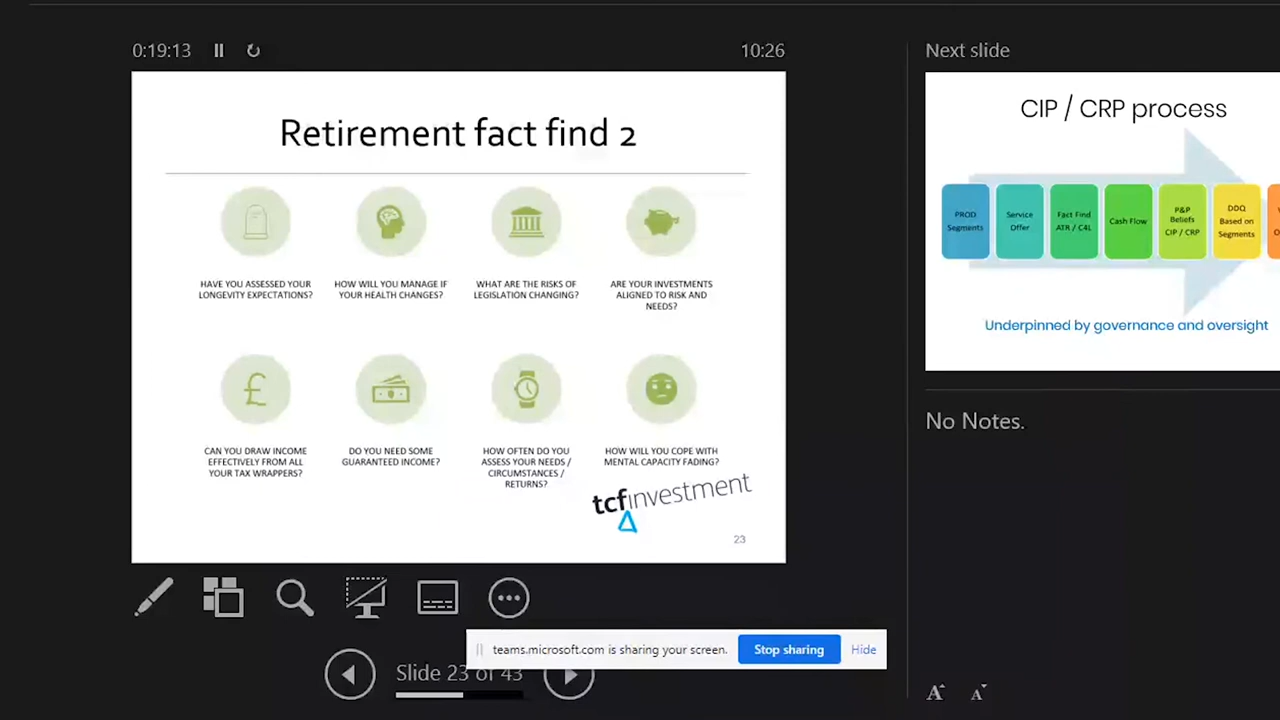 0:19:13
10:26
Next slide
Retirement fact find 2
HAVE YOU ASSESSED YOUR
LONGEVITY EXPECTATIONS?
HOW WILL YOU MANAGE IF
YOUR HEALTH CHANGES?
WHAT ARE THE RISKS OF
LEGISLATION CHANGING?
ARE YOUR INVESTMENTS
ALIGNED TO RISK AND
NEEDS?
£
CAN YOU DRAW INCOME
EFFECTIVELY FROM ALL
YOUR TAX WRAPPERS?
DO YOU NEED SOME
GUARANTEED INCOME?
HOW OFTEN DO YOU
ASSESS YOUR NEEDS /
CIRCUMSTANCES /
RETURNS?
HOW WILL YOU COPE WITH
MENTAL CAPACITY FADING?
tcfinvestment
23
CIP / CRP process
PROD
Segments
Service
Offer
Fact Find
ATR / C4L
Cash Flow
P&P
Beliefs
CIP / CRP
DDQ
Based on
Segments
Underpinned by governance and oversight
No Notes.
teams.microsoft.com is sharing your screen.
Stop sharing
Hide
Slide 23 of 43
A A